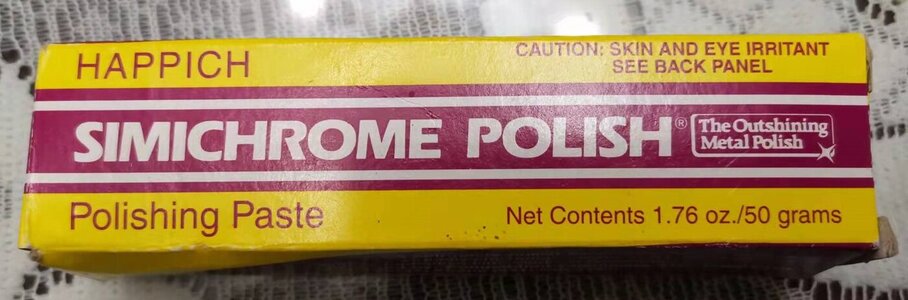 HAPPICH
CAUTION: SKIN AND EYE IRRITANT
SEE BACK PANEL
SIMICHROME POLISH®
The Outshining
Metal Polish
Polishing Paste
Net Contents 1.76 oz./50 grams